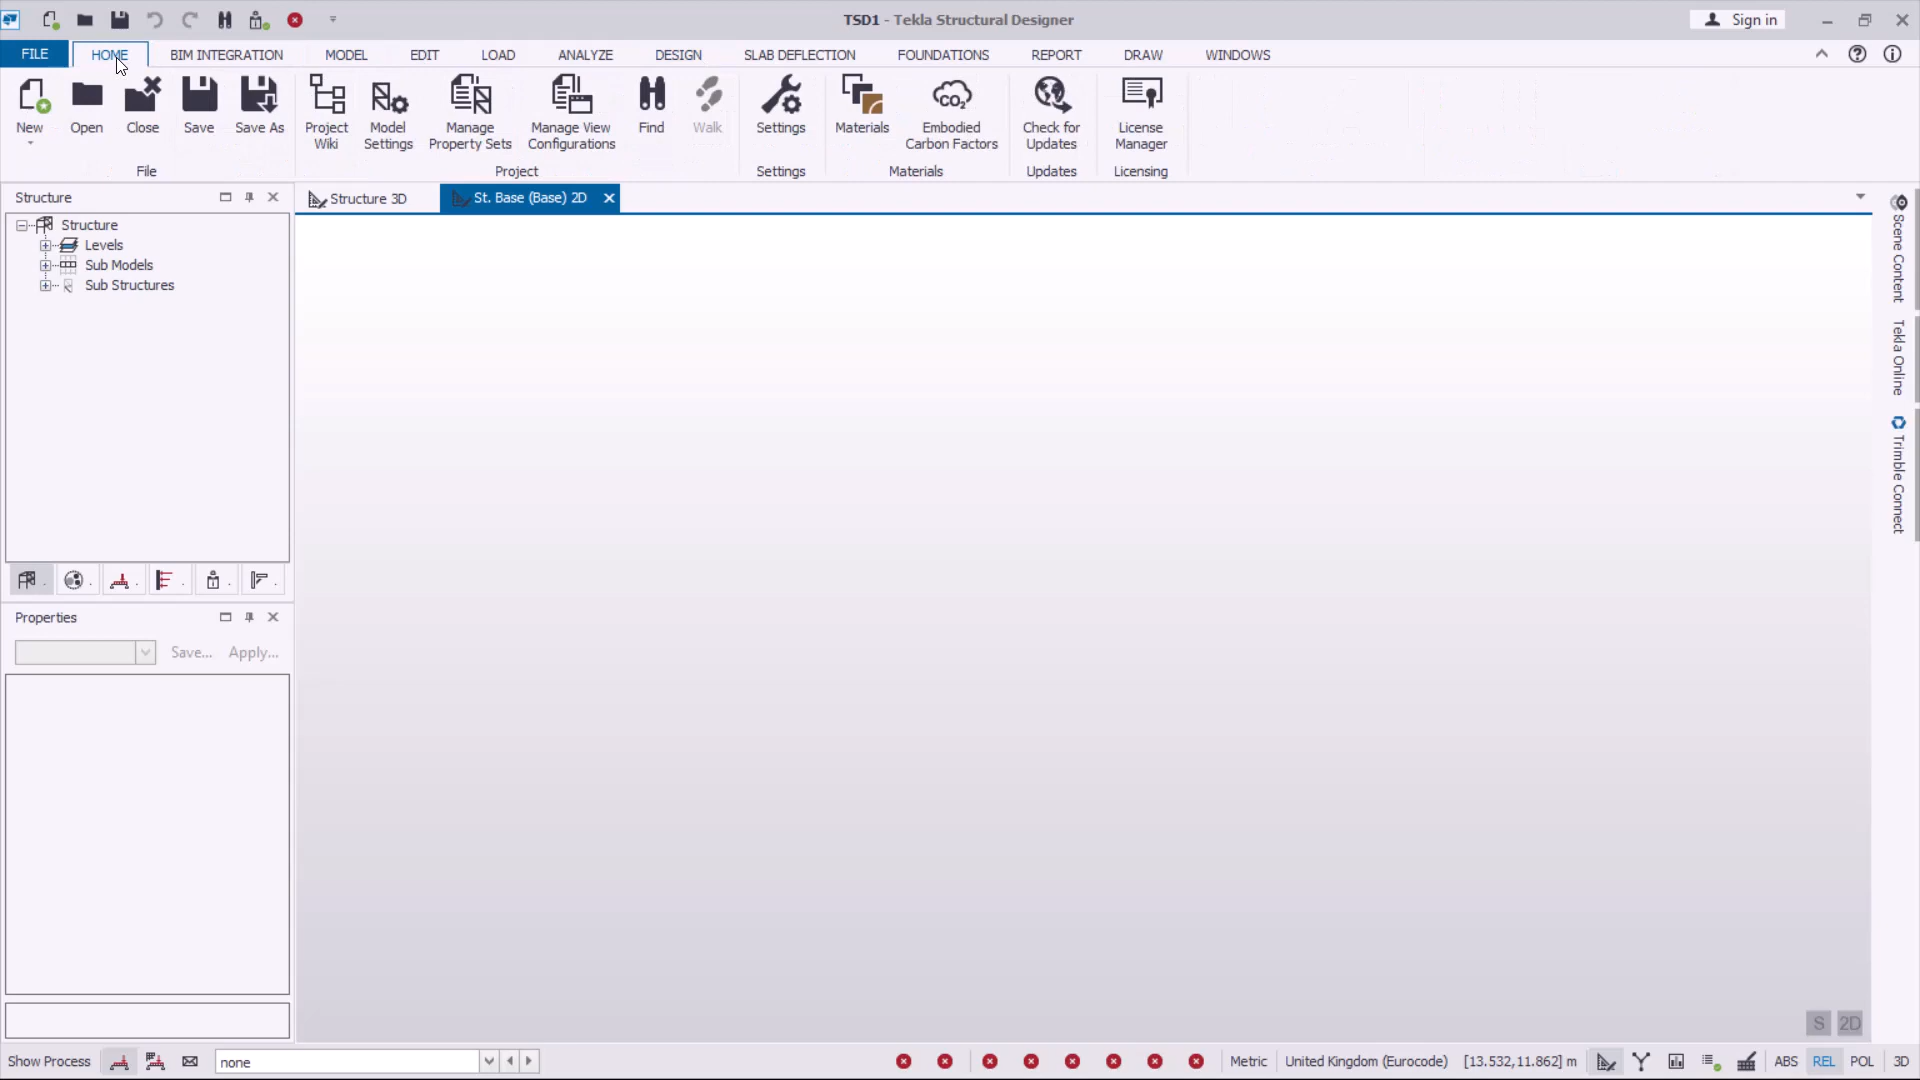 TSD1 - Tekla Structural Designer
Sign in
FILE
HOME
BIM INTEGRATION
MODEL
EDIT
LOAD
ANALYZE
DESIGN
SLAB DEFLECTION
FOUNDATIONS
REPORT
DRAW
WINDOWS
New
Open
Close
Save
Save As
Project
Wiki
Model
Settings
Manage
Property Sets
Manage View
Configurations
Find
Walk
Settings
Materials
Embodied
Carbon Factors
Check for
Updates
License
Manager
File
Project
Settings
Materials
Updates
Licensing
Structure
Structure 3D
St. Base (Base) 2D
Structure
Levels
Sub Models
Sub Structures
Scene Content
Tekla Online
Trimble Connect
Properties
Save...
Apply...
S
2D
Show Process
none
Metric
United Kingdom (Eurocode)
[13.532,11.862] m
ABS
REL
POL
3D